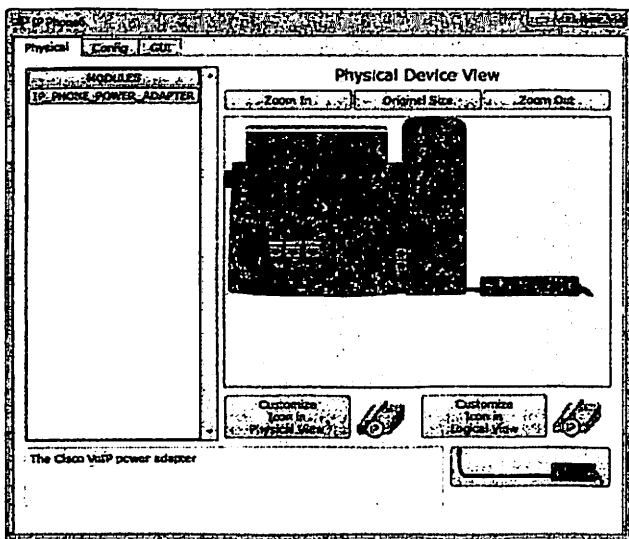 IP Phone6
Physical Config GUI
MODULES
IP_PHONE_POWER_ADAPTER
Physical Device View
Zoom In Original Size Zoom Out
Customize
Icon in
Physical View
Customize
Icon in
Logical View
The Cisco VoIP power adapter